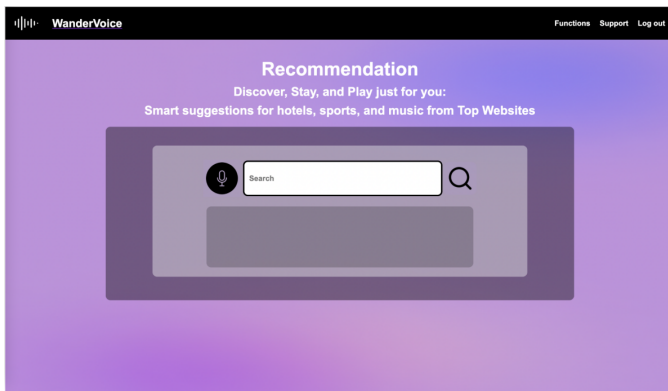 WanderVoice
Functions Support Log out
Recommendation
Discover, Stay, and Play just for you:
Smart suggestions for hotels, sports, and music from Top Websites
Search